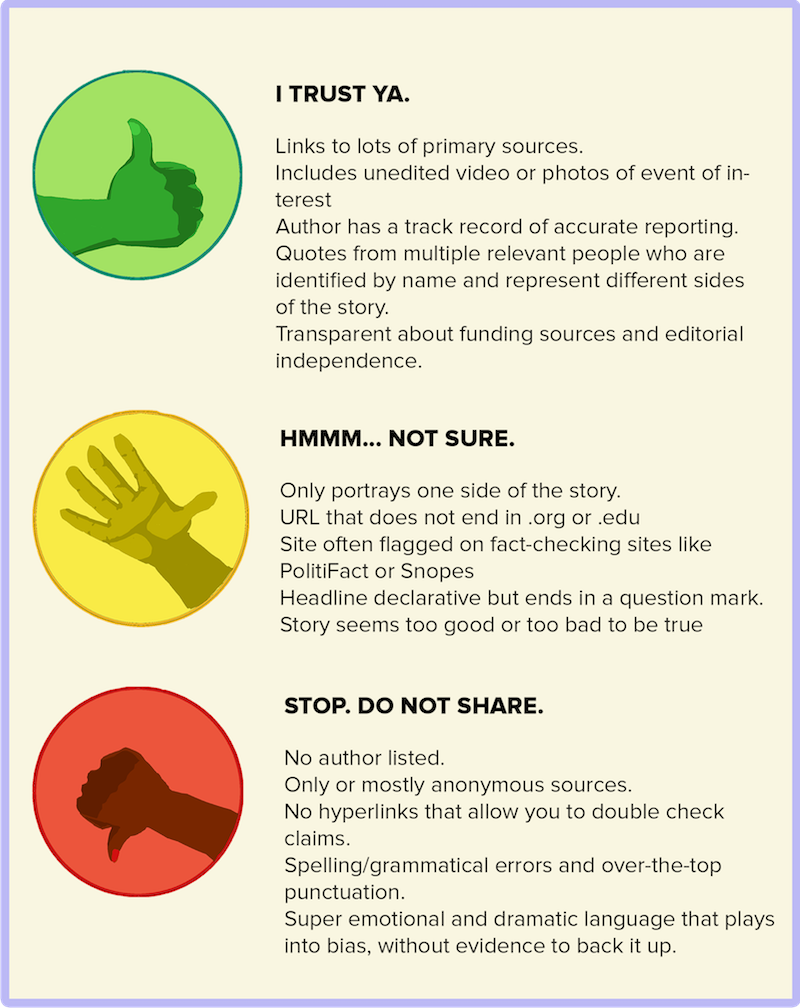 I TRUST YA.
Links to lots of primary sources.
Includes unedited video or photos of event of in-
terest
Author has a track record of accurate reporting.
Quotes from multiple relevant people who are
identified by name and represent different sides
of the story.
Transparent about funding sources and editorial
independence.
HMMM... NOT SURE.
Only portrays one side of the story.
URL that does not end in .org or .edu
Site often flagged on fact-checking sites like
PolitiFact or Snopes
Headline declarative but ends in a question mark.
Story seems too good or too bad to be true
STOP. DO NOT SHARE.
No author listed.
Only or mostly anonymous sources.
No hyperlinks that allow you to double check
claims.
Spelling/grammatical errors and over-the-top
punctuation.
Super emotional and dramatic language that plays
into bias, without evidence to back it up.